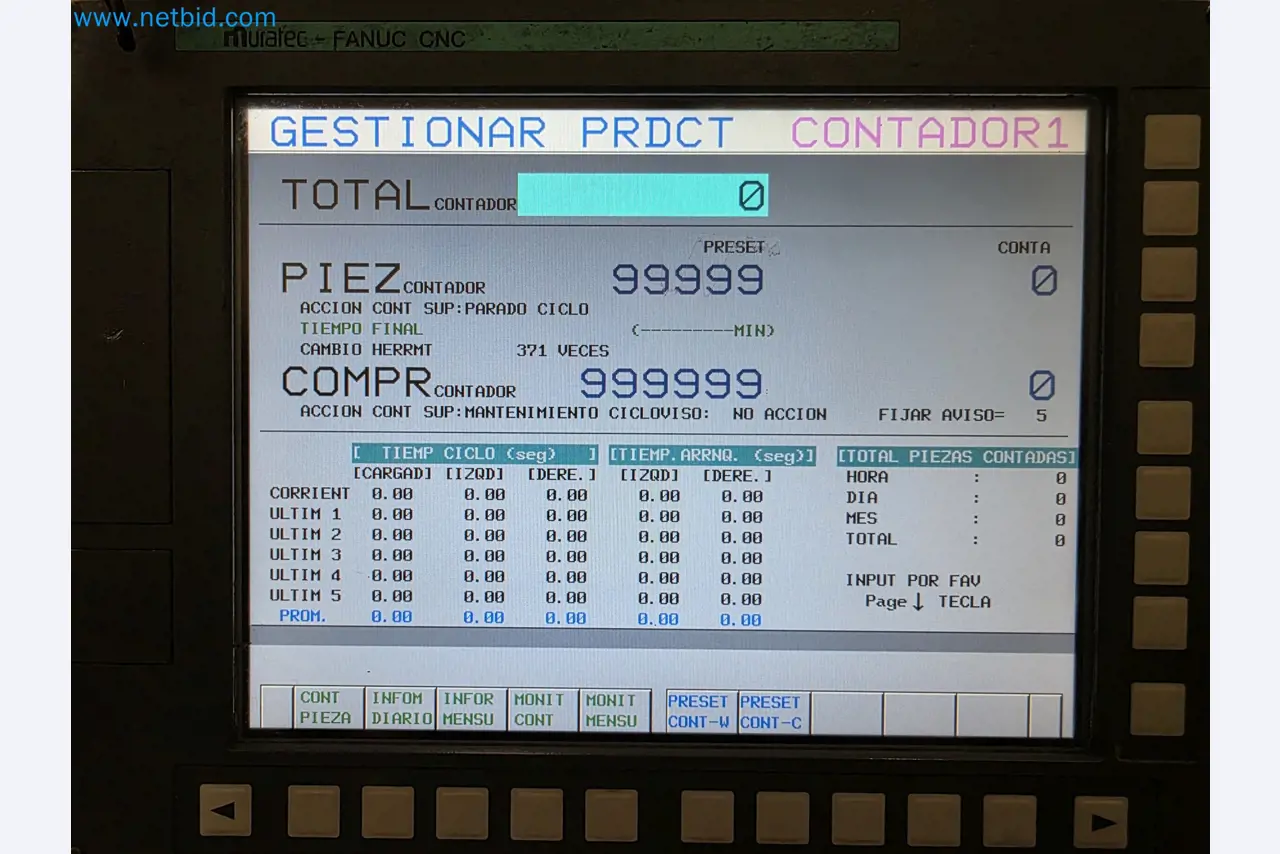 www.netbid.com
muratec - FANUC CNC
GESTIONAR PRDCT CONTADOR1
TOTAL CONTADOR 0
PRESET CONTA
PIEZ CONTADOR 99999 0
ACCION CONT SUP:PARADO CICLO
TIEMPO FINAL (---------MIN)
CAMBIO HERRMT 371 VECES
COMPR CONTADOR 999999 0
ACCION CONT SUP:MANTENIMIENTO CICLOVISO: NO ACCION FIJAR AVISO= 5
[ TIEMP CICLO (seg) ] [TIEMP.ARRNQ. (seg)] [TOTAL PIEZAS CONTADAS]
[CARGAD] [IZQD] [DERE.] [IZQD] [DERE.] HORA : 0
CORRIENT 0.00 0.00 0.00 0.00 0.00 DIA : 0
ULTIM 1 0.00 0.00 0.00 0.00 0.00 MES : 0
ULTIM 2 0.00 0.00 0.00 0.00 0.00 TOTAL : 0
ULTIM 3 0.00 0.00 0.00 0.00 0.00
ULTIM 4 0.00 0.00 0.00 0.00 0.00 INPUT POR FAV
ULTIM 5 0.00 0.00 0.00 0.00 0.00 Page↓ TECLA
PROM. 0.00 0.00 0.00 0.00 0.00
CONT INFOM INFOR MONIT MONIT PRESET PRESET
PIEZA DIARIO MENSU CONT MENSU CONT-W CONT-C